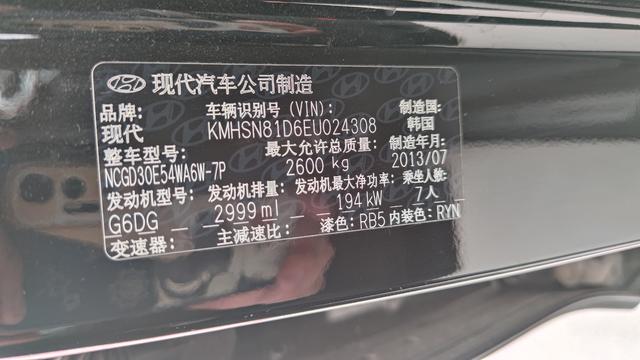 现代汽车公司制造
品牌: 车辆识别号 (VIN): 制造国:
现代 KMHSN81D6EU024308 韩国
整车型号: 最大允许总质量: 制造年月:
NCGD30E54WA6W-7P 2600 kg 2013/07
发动机型号: 发动机排量: 发动机最大净功率: 乘坐人数:
G6DG 2999 ml 194 kW 7人
变速器: 主减速比: 漆色: RB5 内装色: RYN